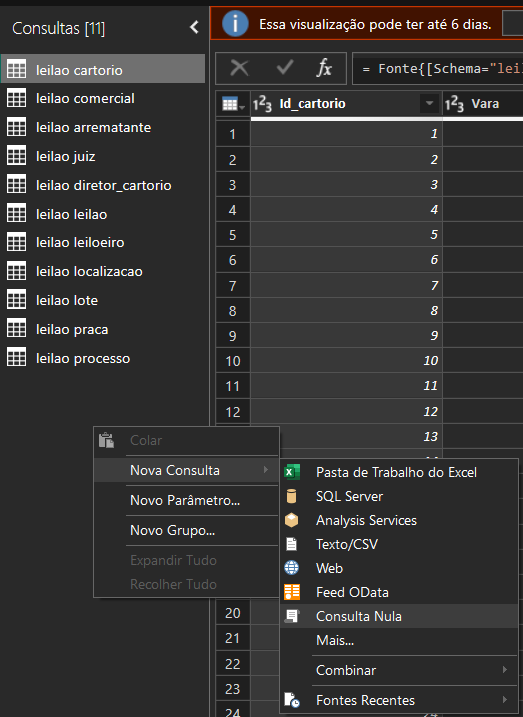 Consultas [11]
leilao cartorio
leilao comercial
leilao arrematante
leilao juiz
leilao diretor_cartorio
leilao leilao
leilao leiloeiro
leilao localizacao
leilao lote
leilao praca
leilao processo
Essa visualização pode ter até 6 dias.
fx
= Fonte{[Schema="leil
1²3 Id_cartorio 1²3 Vara
1 1
2 2
3 3
4 4
5 5
6 6
7 7
8 8
9 9
10 10
11 11
12 12
13
Colar
Nova Consulta
Novo Parâmetro...
Novo Grupo...
Expandir Tudo
Recolher Tudo
Pasta de Trabalho do Excel
SQL Server
Analysis Services
Texto/CSV
Web
Feed OData
Consulta Nula
Mais...
Combinar
Fontes Recentes
20
21
22
23
24